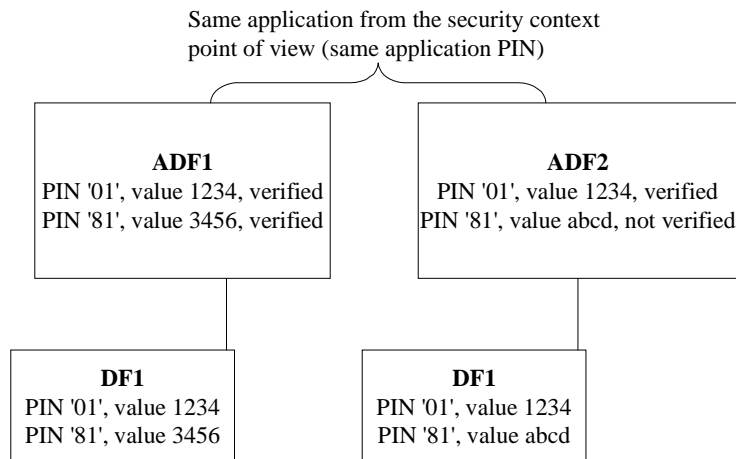 Same application from the security context
point of view (same application PIN)
ADF1
PIN '01', value 1234, verified
PIN '81', value 3456, verified
ADF2
PIN '01', value 1234, verified
PIN '81', value abcd, not verified
DF1
PIN '01', value 1234
PIN '81', value 3456
DF1
PIN '01', value 1234
PIN '81', value abcd